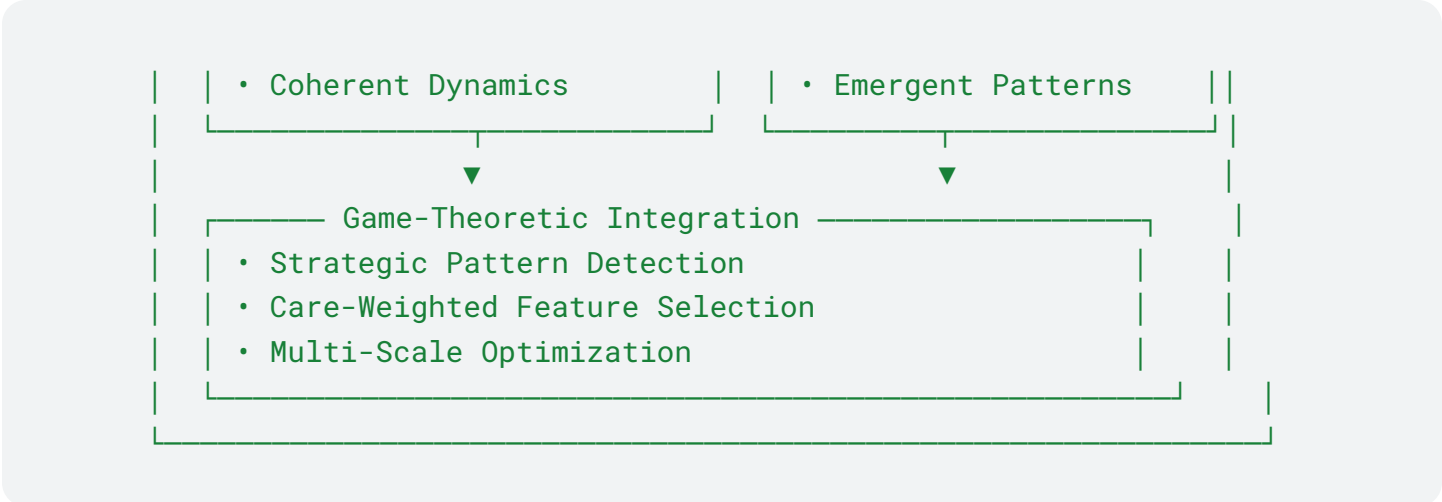 • Coherent Dynamics • Emergent Patterns
Game-Theoretic Integration
• Strategic Pattern Detection
• Care-Weighted Feature Selection
• Multi-Scale Optimization